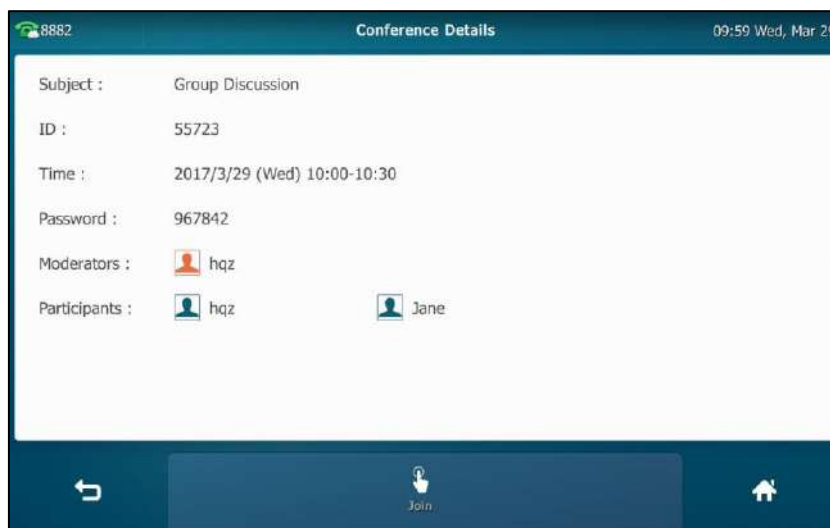 8882 Conference Details 09:59 Wed, Mar 29
Subject : Group Discussion
ID : 55723
Time : 2017/3/29 (Wed) 10:00-10:30
Password : 967842
Moderators : hqz
Participants : hqz Jane
Join